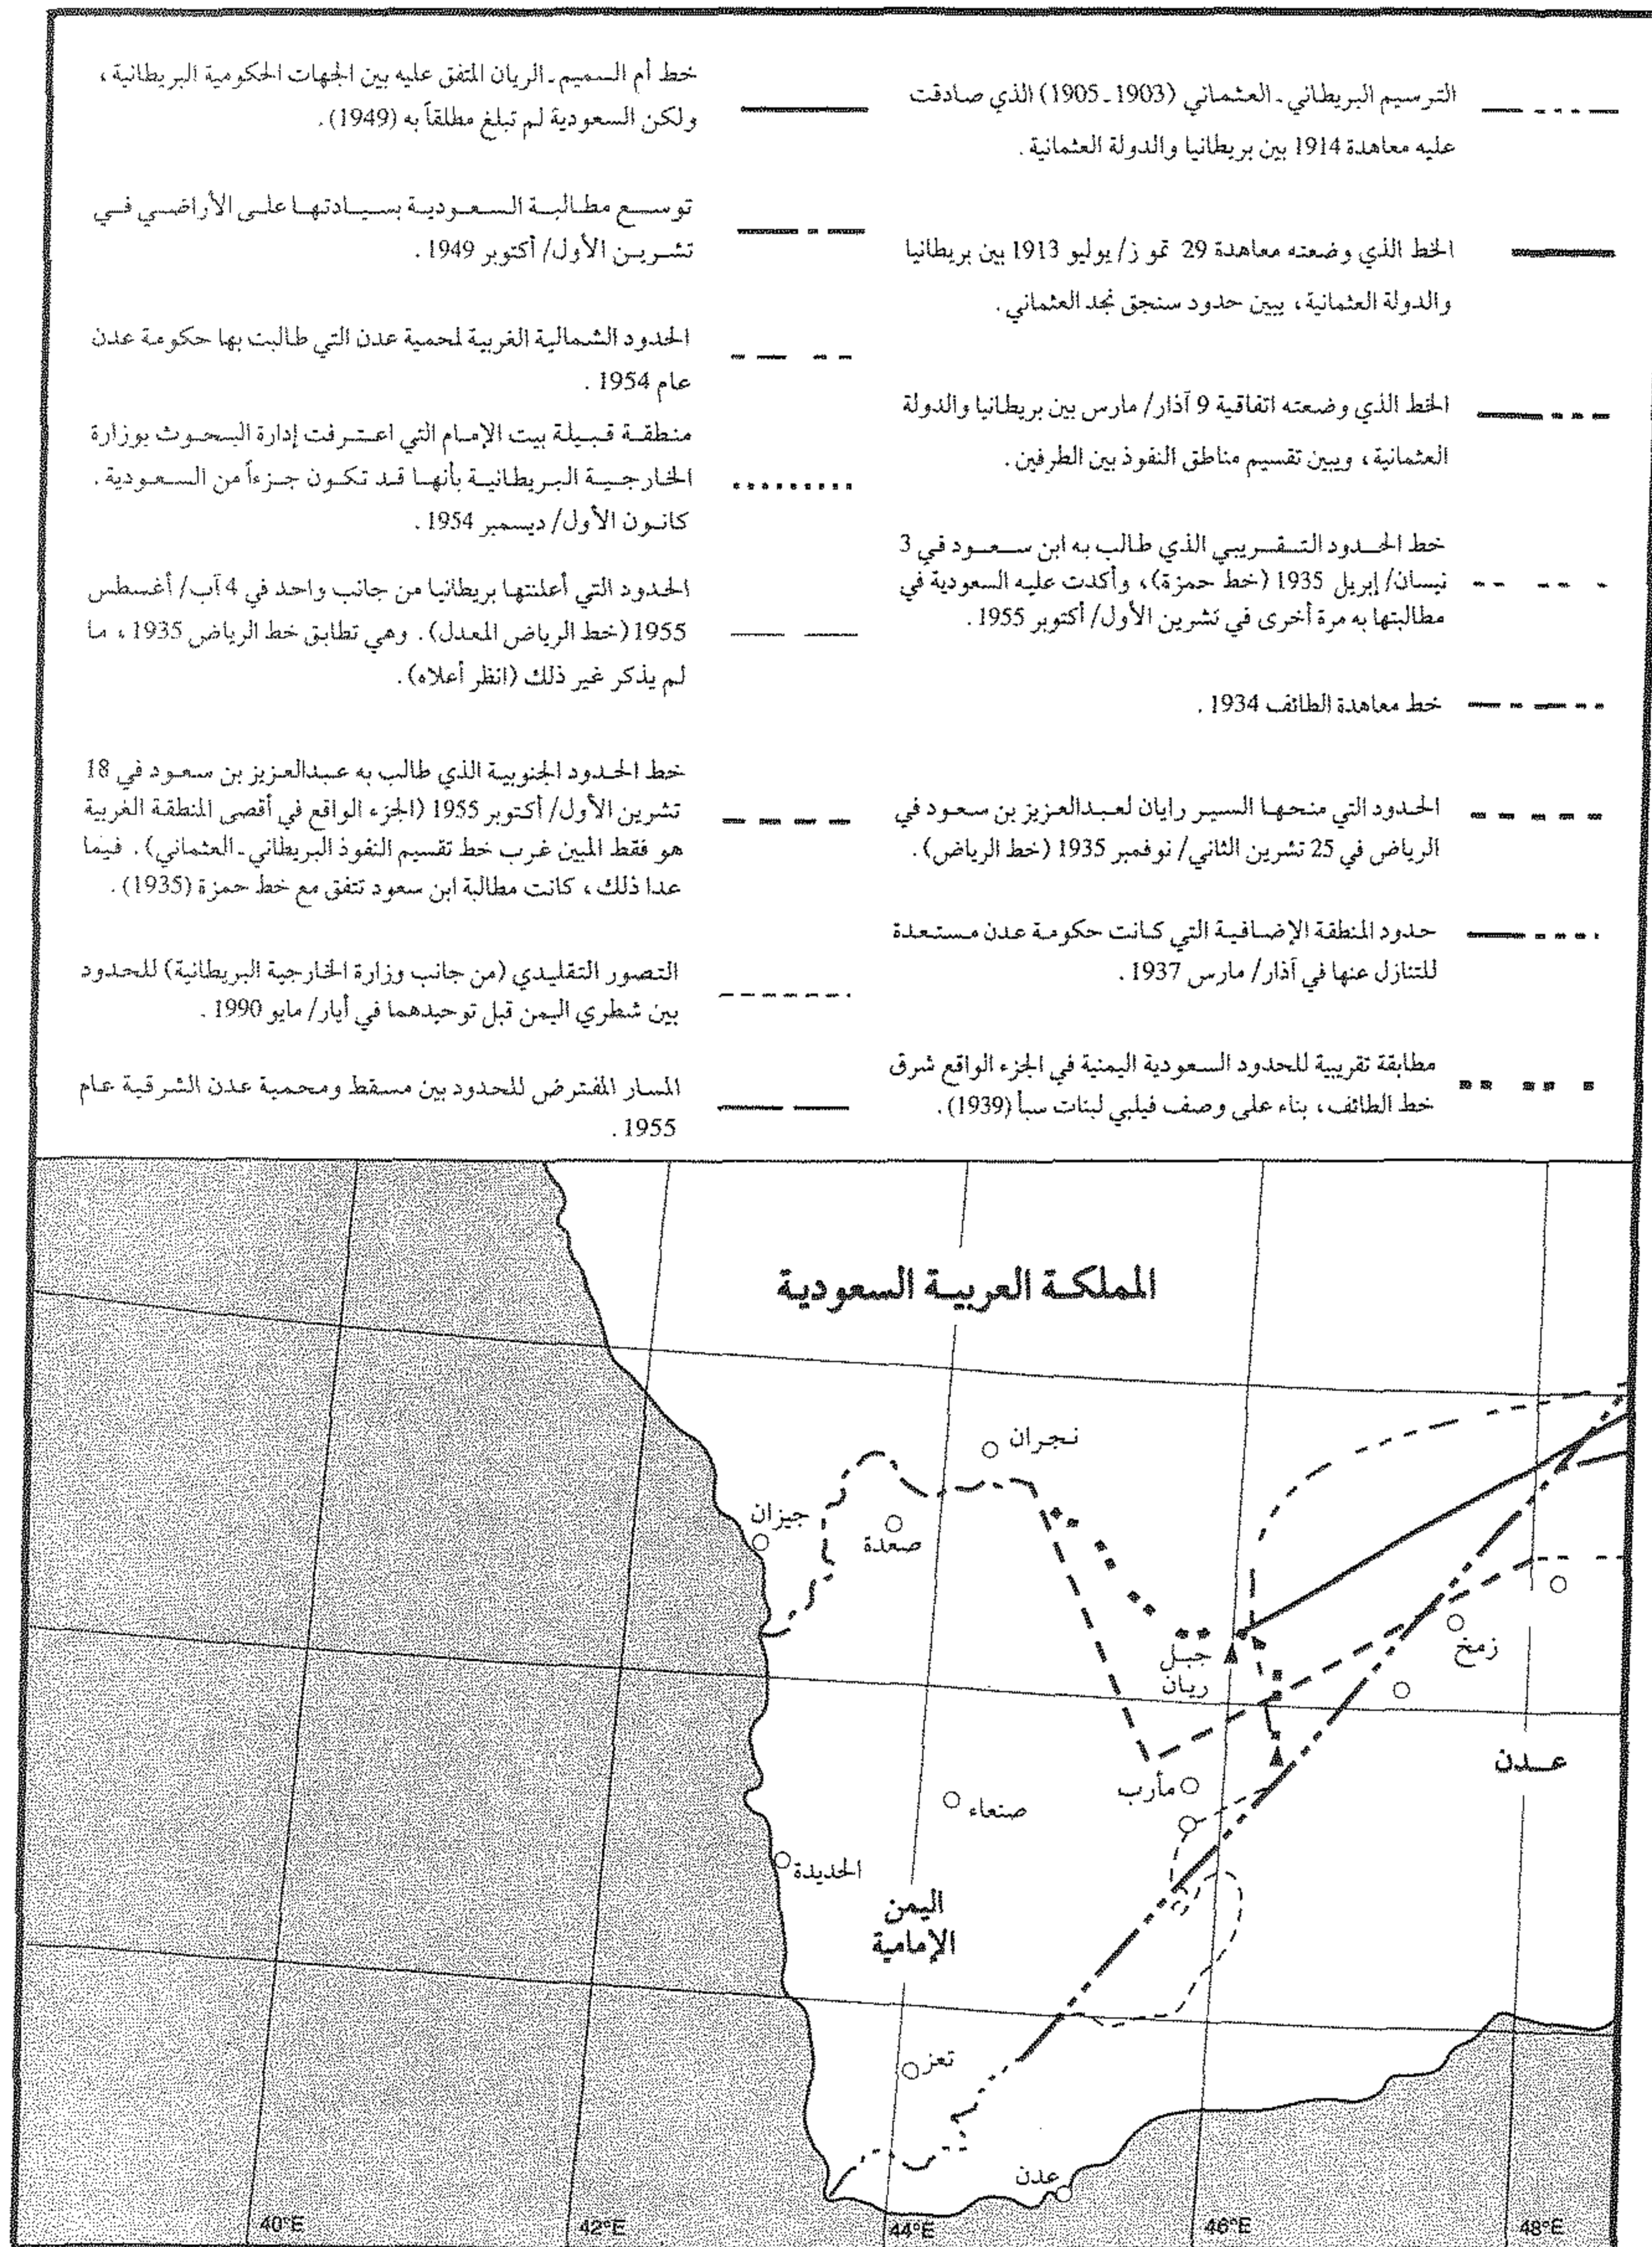 الترسيم البريطاني ـ العثماني (1903 ـ 1905) الذي صادقت
عليه معاهدة 1914 بين بريطانيا والدولة العثمانية .
الخط الذي وضعته معاهدة 29 تموز/ يوليو 1913 بين بريطانيا
والدولة العثمانية ، يبين حدود سنجق نجد العثماني .
الخط الذي وضعته اتفاقية 9 آذار/ مارس بين بريطانيا والدولة
العثمانية ، ويبين تقسيم مناطق النفوذ بين الطرفين .
خط الحدود التقريبي الذي طالب به ابن سعود في 3
نيسان/ إبريل 1935 (خط حمزة) ، وأكدت عليه السعودية في
مطالبتها به مرة أخرى في تشرين الأول/ أكتوبر 1955 .
خط معاهدة الطائف 1934 .
الحدود التي منحها السير رايان لعبدالعزيز بن سعود في
الرياض في 25 تشرين الثاني/ نوفمبر 1935 (خط الرياض) .
حدود المنطقة الإضافية التي كانت حكومة عدن مستعدة
للتنازل عنها في آذار/ مارس 1937 .
مطابقة تقريبية للحدود السعودية اليمنية في الجزء الواقع شرق
خط الطائف ، بناء على وصف فيلبي لبنات سبأ (1939) .
خط أم السميم ـ الريان المتفق عليه بين الجهات الحكومية البريطانية ،
ولكن السعودية لم تبلغ مطلقاً به (1949) .
توسع مطالبة السعودية بسيادتها على الأراضي في
تشرين الأول/ أكتوبر 1949 .
الحدود الشمالية الغربية لمحمية عدن التي طالبت بها حكومة عدن
عام 1954 .
منطقة قبيلة بيت الإمام التي اعترفت إدارة البحوث بوزارة
الخارجية البريطانية بأنها قد تكون جزءاً من السعودية .
كانون الأول/ ديسمبر 1954 .
الحدود التي أعلنتها بريطانيا من جانب واحد في 4 آب/ أغسطس
1955 (خط الرياض المعدل) . وهي تطابق خط الرياض 1935 ، ما
لم يذكر غير ذلك (انظر أعلاه) .
خط الحدود الجنوبية الذي طالب به عبدالعزيز بن سعود في 18
تشرين الأول/ أكتوبر 1955 (الجزء الواقع في أقصى المنطقة الغربية
هو فقط المبين غرب خط تقسيم النفوذ البريطاني ـ العثماني) . فيما
عدا ذلك ، كانت مطالبة ابن سعود تتفق مع خط حمزة (1935) .
التصور التقليدي (من جانب وزارة الخارجية البريطانية) للحدود
بين شطري اليمن قبل توحيدهما في أيار/ مايو 1990 .
المسار المفترض للحدود بين مسقط ومحمية عدن الشرقية عام
1955 .
المملكة العربية السعودية
نجران
جيزان
صعدة
جبل
ريان
زمخ
عدن
مأرب
صنعاء
الحديدة
اليمن
الإمامية
تعز
عدن
40°E
42°E
44°E
46°E
48°E